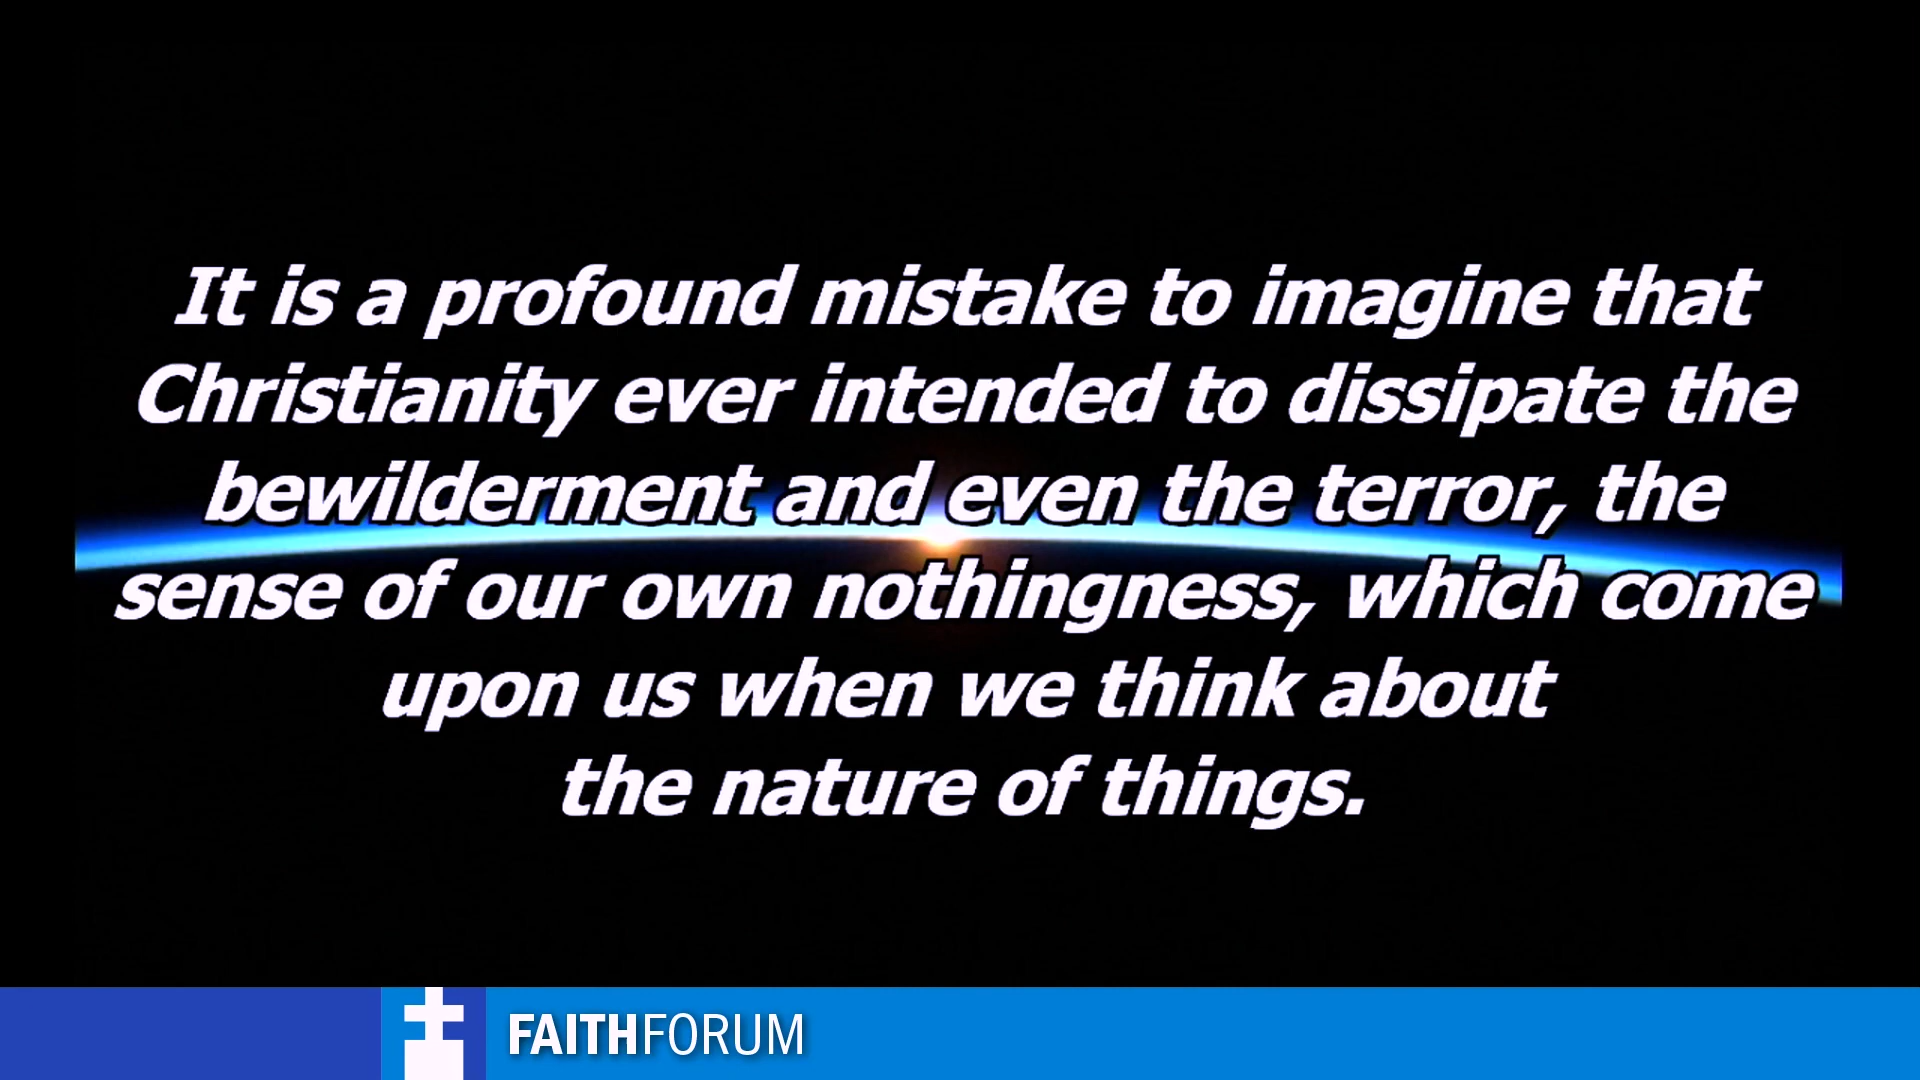 It is a profound mistake to imagine that
Christianity ever intended to dissipate the
bewilderment and even the terror, the
sense of our own nothingness, which come
upon us when we think about
the nature of things.
FAITHFORUM